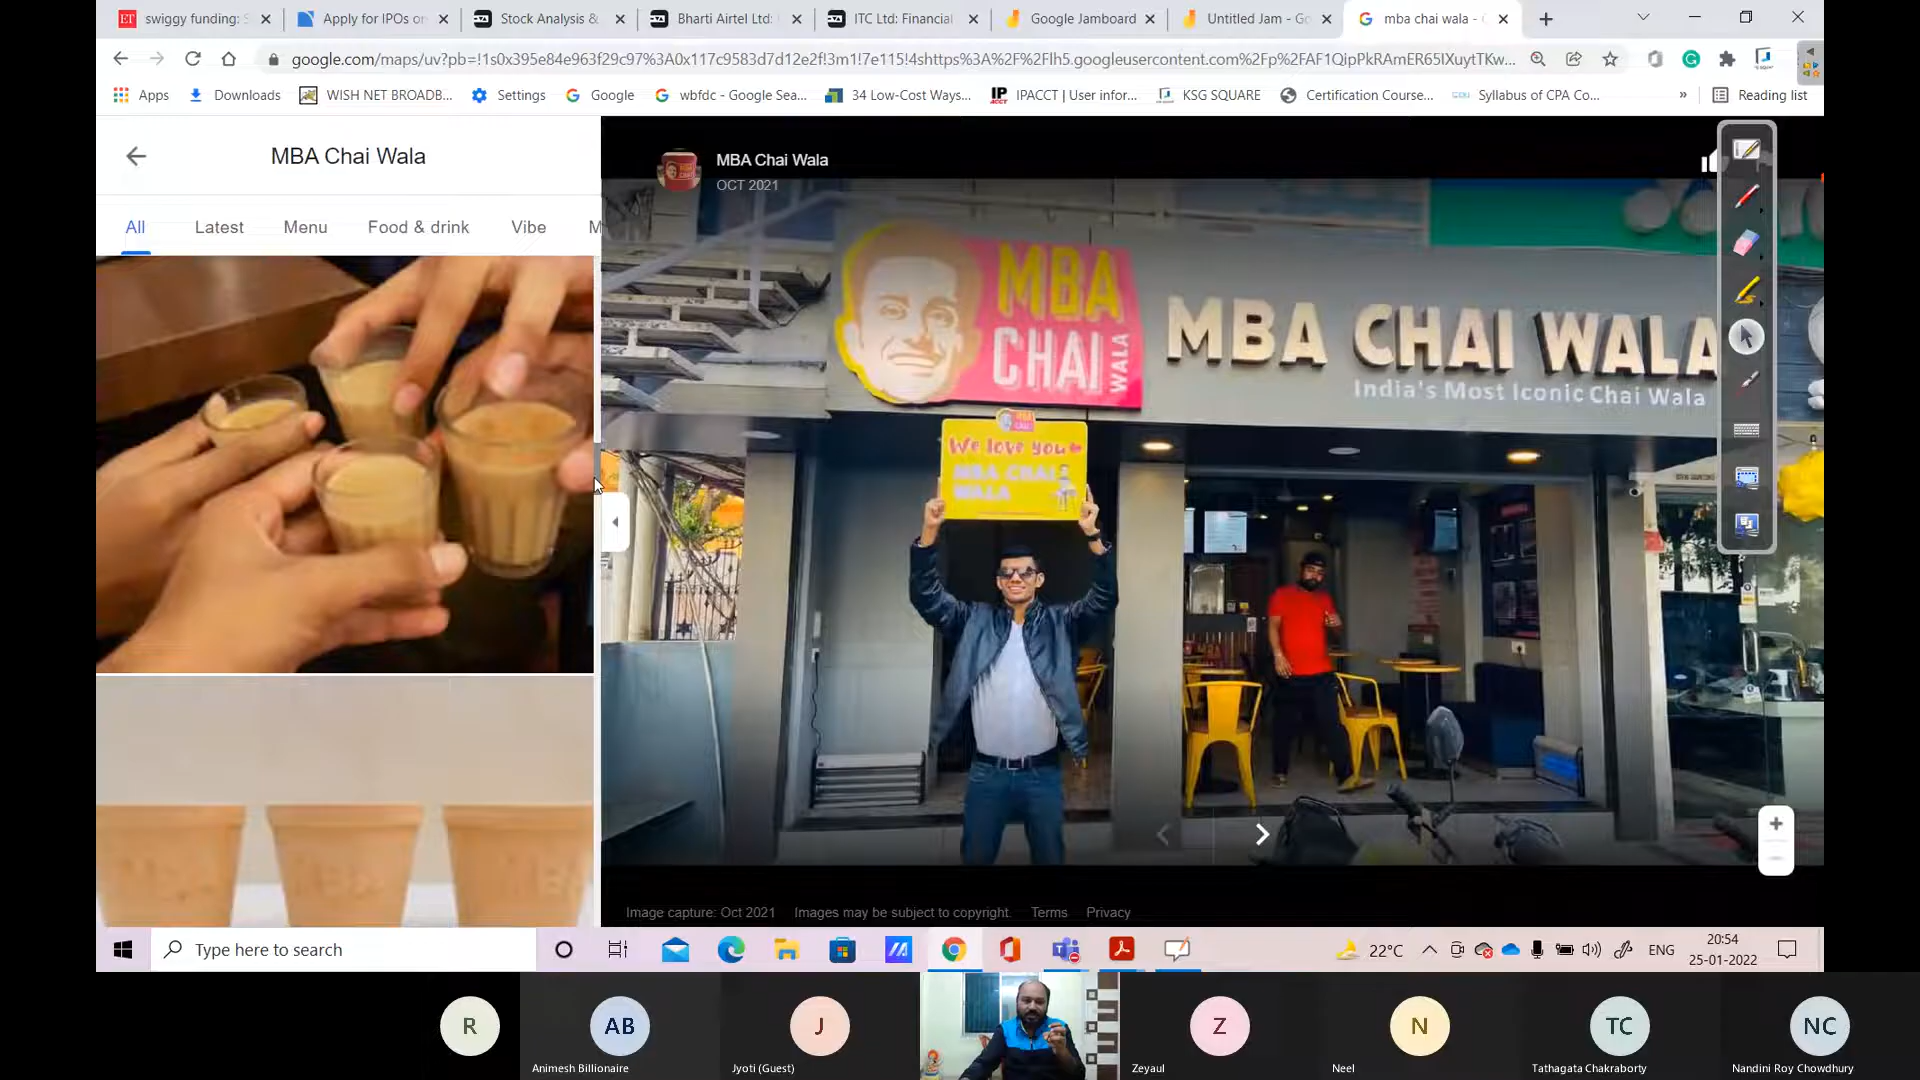 swiggy funding: S
Apply for IPOs on
Stock Analysis &
Bharti Airtel Ltd:
ITC Ltd: Financial
Google Jamboard
Untitled Jam - Go
mba chai wala - G
google.com/maps/uv?pb=!1s0x395e84e963f29c97%3A0x117c9583d7d12e2f!3m1!7e115!4shttps%3A%2F%2Flh5.googleusercontent.com%2Fp%2FAF1QipPkRAmER65IXuytTKw...
Apps
Downloads
WISH NET BROADB...
Settings
Google
wbfdc - Google Sea...
34 Low-Cost Ways...
IPACCT | User infor...
KSG SQUARE
Certification Course...
Syllabus of CPA Co...
»
Reading list
MBA Chai Wala
All
Latest
Menu
Food & drink
Vibe
M
MBA Chai Wala
OCT 2021
MBA
CHAI
WALA
MBA CHAI WALA
India's Most Iconic Chai Wala
We love you
MBA CHAI
WALA
Image capture: Oct 2021
Images may be subject to copyright.
Terms
Privacy
Type here to search
22°C
ENG
20:54
25-01-2022
R
AB
Animesh Billionaire
J
Jyoti (Guest)
Z
Zeyaul
N
Neel
TC
Tathagata Chakraborty
NC
Nandini Roy Chowdhury